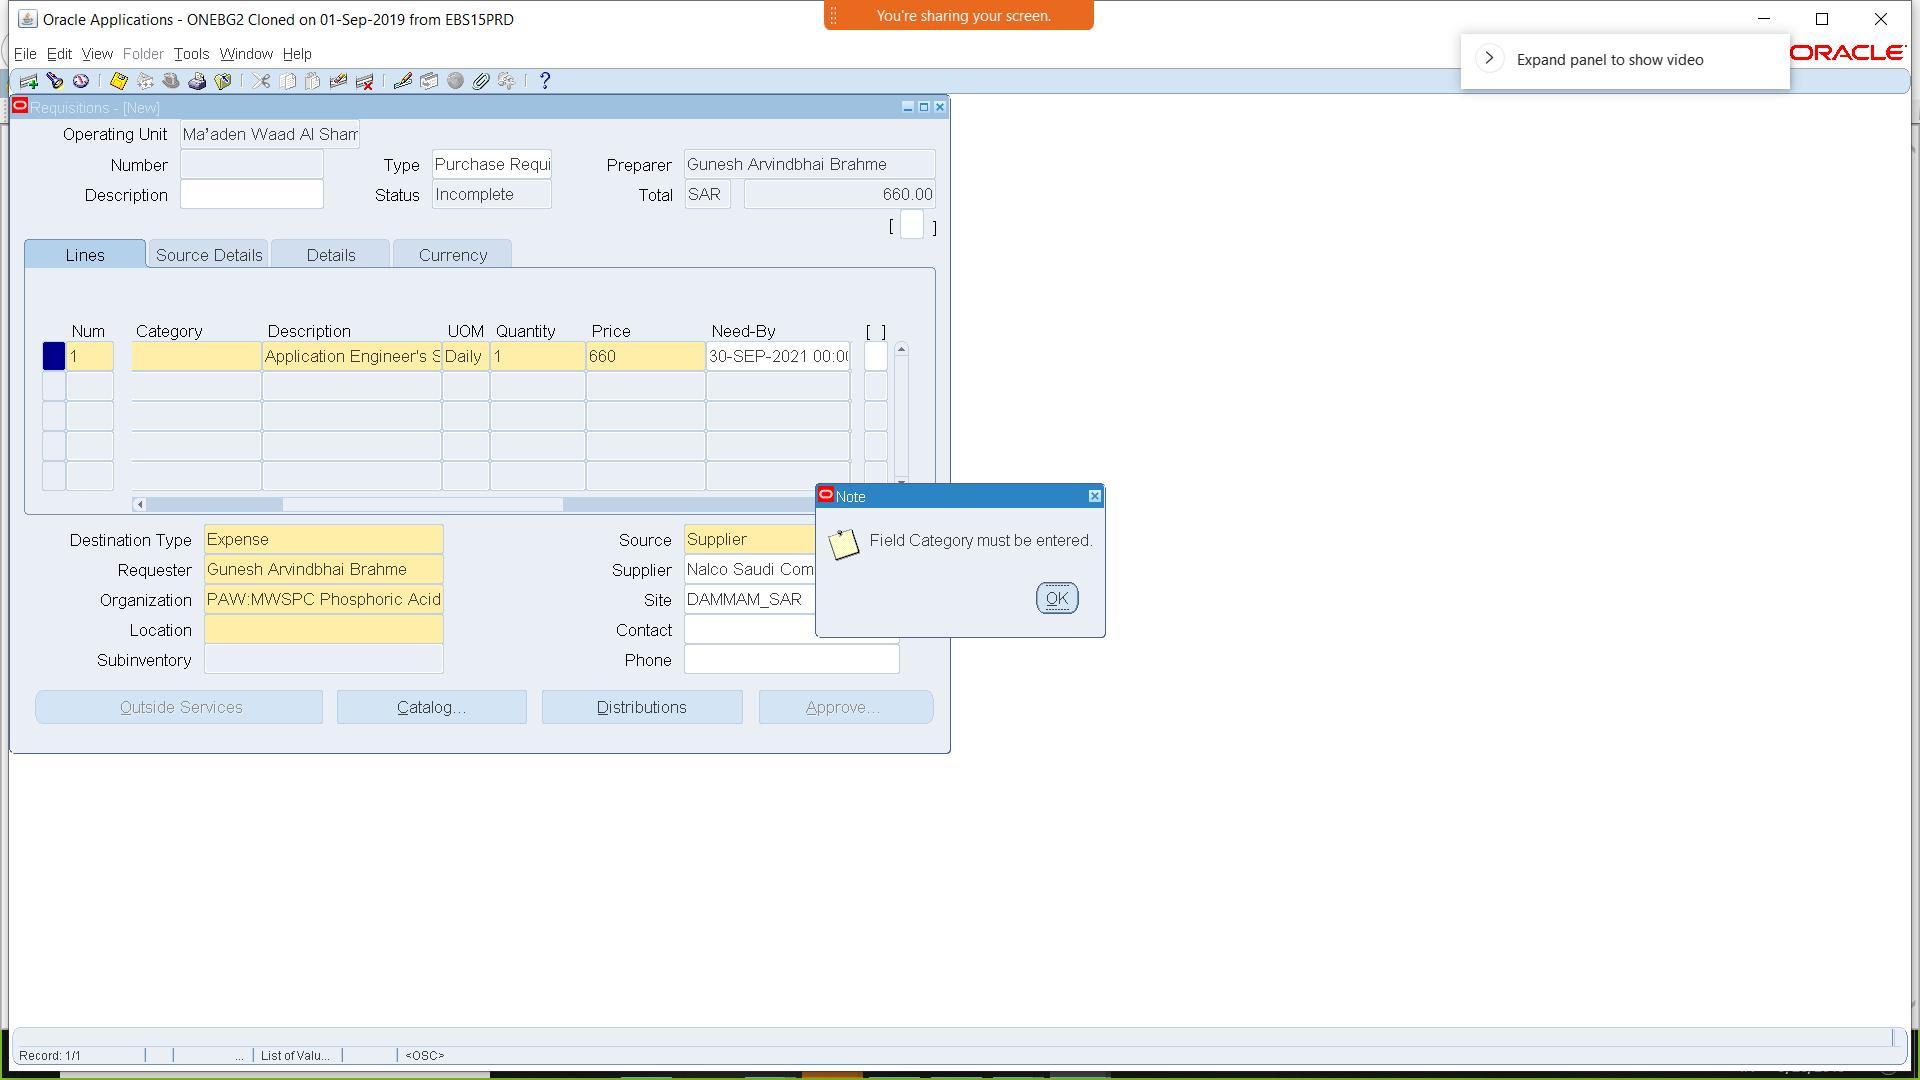 Oracle Applications - ONEBG2 Cloned on 01-Sep-2019 from EBS15PRD
You're sharing your screen.
File Edit View Folder Tools Window Help
Expand panel to show video
ORACLE
Requisitions - [New]
Operating Unit Ma'aden Waad Al Sham
Number Type Purchase Requi Preparer Gunesh Arvindbhai Brahme
Description Status Incomplete Total SAR 660.00
[ ]
Lines Source Details Details Currency
Num Category Description UOM Quantity Price Need-By [ ]
1 Application Engineer's S Daily 1 660 30-SEP-2021 00:00
Note
Field Category must be entered.
OK
Destination Type Expense Source Supplier
Requester Gunesh Arvindbhai Brahme Supplier Nalco Saudi Com
Organization PAW:MWSPC Phosphoric Acid Site DAMMAM_SAR
Location Contact
Subinventory Phone
Outside Services Catalog... Distributions Approve...
Record: 1/1 ... List of Valu... <OSC>